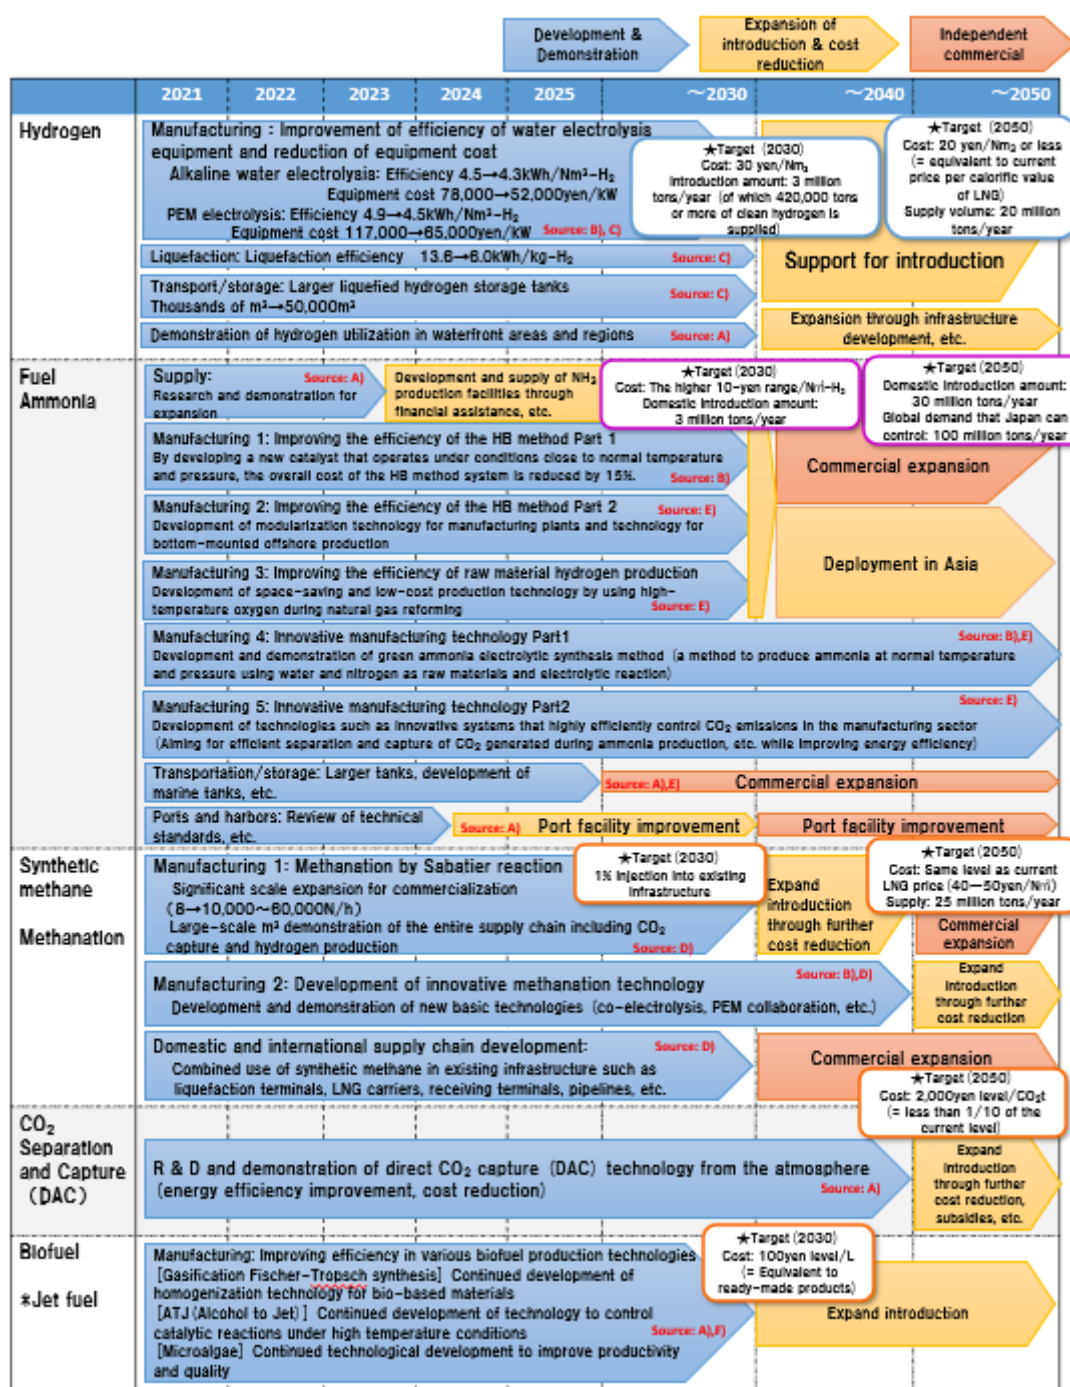 Development &
Demonstration
Expansion of
introduction & cost
reduction
Independent
commercial
2021 2022 2023 2024 2025 ～2030 ～2040 ～2050
Hydrogen
Manufacturing : Improvement of efficiency of water electrolysis
equipment and reduction of equipment cost
Alkaline water electrolysis: Efficiency 4.5→4.3kWh/Nm³-H₂
Equipment cost 78,000→52,000yen/kW
PEM electrolysis: Efficiency 4.9→4.5kWh/Nm³-H₂
Equipment cost 117,000→65,000yen/kW Source: B), C)
★Target (2030)
Cost: 30 yen/Nm₃
Introduction amount: 3 million
tons/year (of which 420,000 tons
or more of clean hydrogen is
supplied)
★Target (2050)
Cost: 20 yen/Nm₃ or less
(= equivalent to current
price per calorific value
of LNG)
Supply volume: 20 million
tons/year
Liquefaction: Liquefaction efficiency 13.6→6.0kWh/kg-H₂ Source: C)
Transport/storage: Larger liquefied hydrogen storage tanks
Thousands of m³→50,000m³ Source: C)
Support for introduction
Demonstration of hydrogen utilization in waterfront areas and regions Source: A)
Expansion through infrastructure
development, etc.
Fuel
Ammonia
Supply: Source: A)
Research and demonstration for
expansion
Development and supply of NH₃
production facilities through
financial assistance, etc.
★Target (2030)
Cost: The higher 10-yen range/N㎥-H₂
Domestic introduction amount:
3 million tons/year
★Target (2050)
Domestic introduction amount:
30 million tons/year
Global demand that Japan can
control: 100 million tons/year
Manufacturing 1: Improving the efficiency of the HB method Part 1
By developing a new catalyst that operates under conditions close to normal temperature
and pressure, the overall cost of the HB method system is reduced by 15%. Source: B)
Commercial expansion
Manufacturing 2: Improving the efficiency of the HB method Part 2 Source: E)
Development of modularization technology for manufacturing plants and technology for
bottom-mounted offshore production
Manufacturing 3: Improving the efficiency of raw material hydrogen production
Development of space-saving and low-cost production technology by using high-
temperature oxygen during natural gas reforming Source: E)
Deployment in Asia
Manufacturing 4: Innovative manufacturing technology Part1 Source: B),E)
Development and demonstration of green ammonia electrolytic synthesis method (a method to produce ammonia at normal temperature
and pressure using water and nitrogen as raw materials and electrolytic reaction)
Manufacturing 5: Innovative manufacturing technology Part2 Source: E)
Development of technologies such as innovative systems that highly efficiently control CO₂ emissions in the manufacturing sector
(Aiming for efficient separation and capture of CO₂ generated during ammonia production, etc. while improving energy efficiency)
Transportation/storage: Larger tanks, development of
marine tanks, etc.
Source: A),E) Commercial expansion
Ports and harbors: Review of technical
standards, etc.
Source: A) Port facility improvement
Port facility improvement
Synthetic
methane
Methanation
Manufacturing 1: Methanation by Sabatier reaction
Significant scale expansion for commercialization
(8→10,000～60,000N/h)
Large-scale m³ demonstration of the entire supply chain including CO₂
capture and hydrogen production Source: D)
★Target (2030)
1% injection into existing
infrastructure
Expand
introduction
through further
cost reduction
★Target (2050)
Cost: Same level as current
LNG price (40―50yen/N㎥)
Supply: 25 million tons/year
Commercial
expansion
Manufacturing 2: Development of innovative methanation technology Source: B),D)
Development and demonstration of new basic technologies (co-electrolysis, PEM collaboration, etc.)
Expand
introduction
through further
cost reduction
Domestic and international supply chain development: Source: D)
Combined use of synthetic methane in existing infrastructure such as
liquefaction terminals, LNG carriers, receiving terminals, pipelines, etc.
Commercial expansion
CO₂
Separation
and Capture
(DAC)
★Target (2050)
Cost: 2,000yen level/CO₂t
(= less than 1/10 of the
current level)
R & D and demonstration of direct CO₂ capture (DAC) technology from the atmosphere
(energy efficiency improvement, cost reduction) Source: A)
Expand
introduction
through further
cost reduction,
subsidies, etc.
Biofuel
*Jet fuel
Manufacturing: Improving efficiency in various biofuel production technologies
[Gasification Fischer-Tropsch synthesis] Continued development of
homogenization technology for bio-based materials
[ATJ(Alcohol to Jet)] Continued development of technology to control
catalytic reactions under high temperature conditions Source: A),F)
[Microalgae] Continued technological development to improve productivity
and quality
★Target (2030)
Cost: 100yen level/L
(= Equivalent to
ready-made products)
Expand introduction